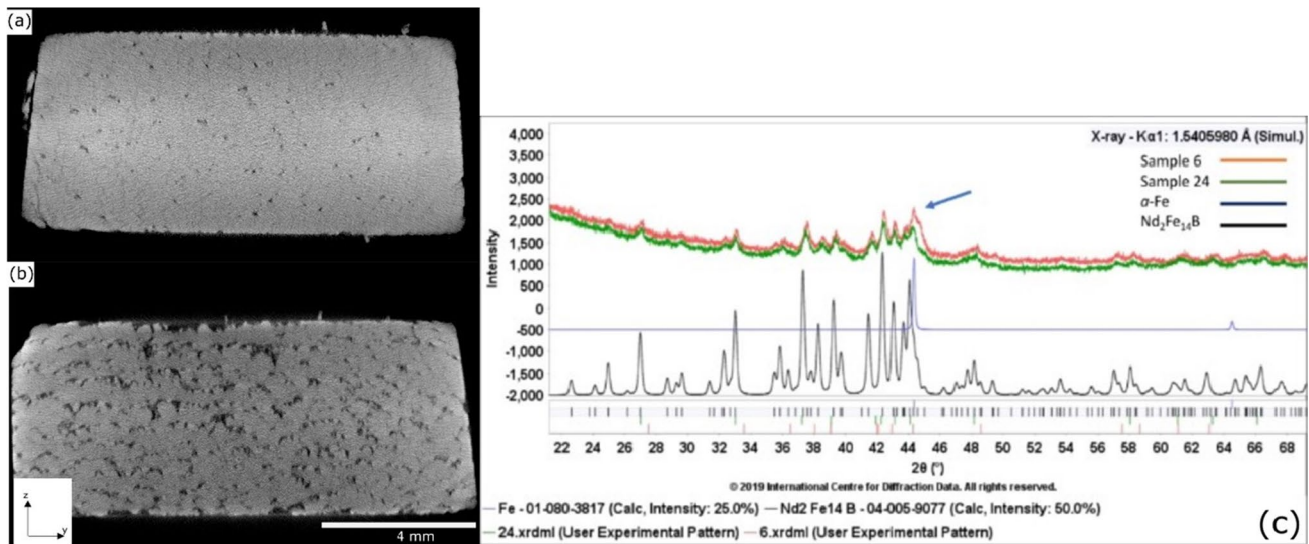 (a)
(b)
z
y
4 mm
4,000
3,500
3,000
2,500
2,000
1,500
1,000
500
0
-500
-1,000
-1,500
-2,000
Intensity
X-ray - Kα1: 1.5405980 Å (Simul.)
Sample 6
Sample 24
α-Fe
Nd₂Fe₁₄B
22 24 26 28 30 32 34 36 38 40 42 44 46 48 50 52 54 56 58 60 62 64 66 68
2θ (°)
© 2019 International Centre for Diffraction Data. All rights reserved.
Fe - 01-080-3817 (Calc, Intensity: 25.0%) Nd2 Fe14 B - 04-005-9077 (Calc, Intensity: 50.0%)
24.xrdml (User Experimental Pattern) 6.xrdml (User Experimental Pattern)
(c)